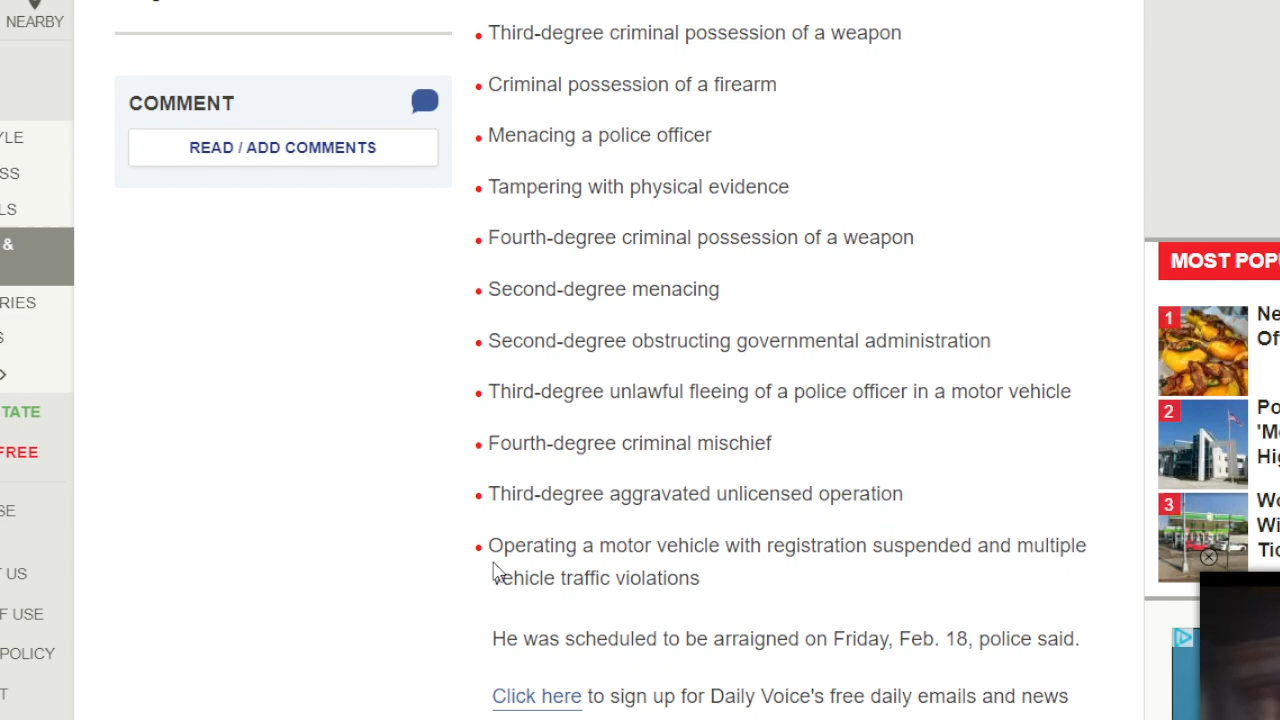 NEARBY
YLE
SS
LS
&
RIES
S
TATE
FREE
SE
T US
F USE
POLICY
T
COMMENT
READ / ADD COMMENTS
Third-degree criminal possession of a weapon
Criminal possession of a firearm
Menacing a police officer
Tampering with physical evidence
Fourth-degree criminal possession of a weapon
Second-degree menacing
Second-degree obstructing governmental administration
Third-degree unlawful fleeing of a police officer in a motor vehicle
Fourth-degree criminal mischief
Third-degree aggravated unlicensed operation
Operating a motor vehicle with registration suspended and multiple
vehicle traffic violations
He was scheduled to be arraigned on Friday, Feb. 18, police said.
Click here to sign up for Daily Voice's free daily emails and news
MOST POP
1
Ne
Of
2
Po
'M
Hig
3
Wo
Wi
Tic